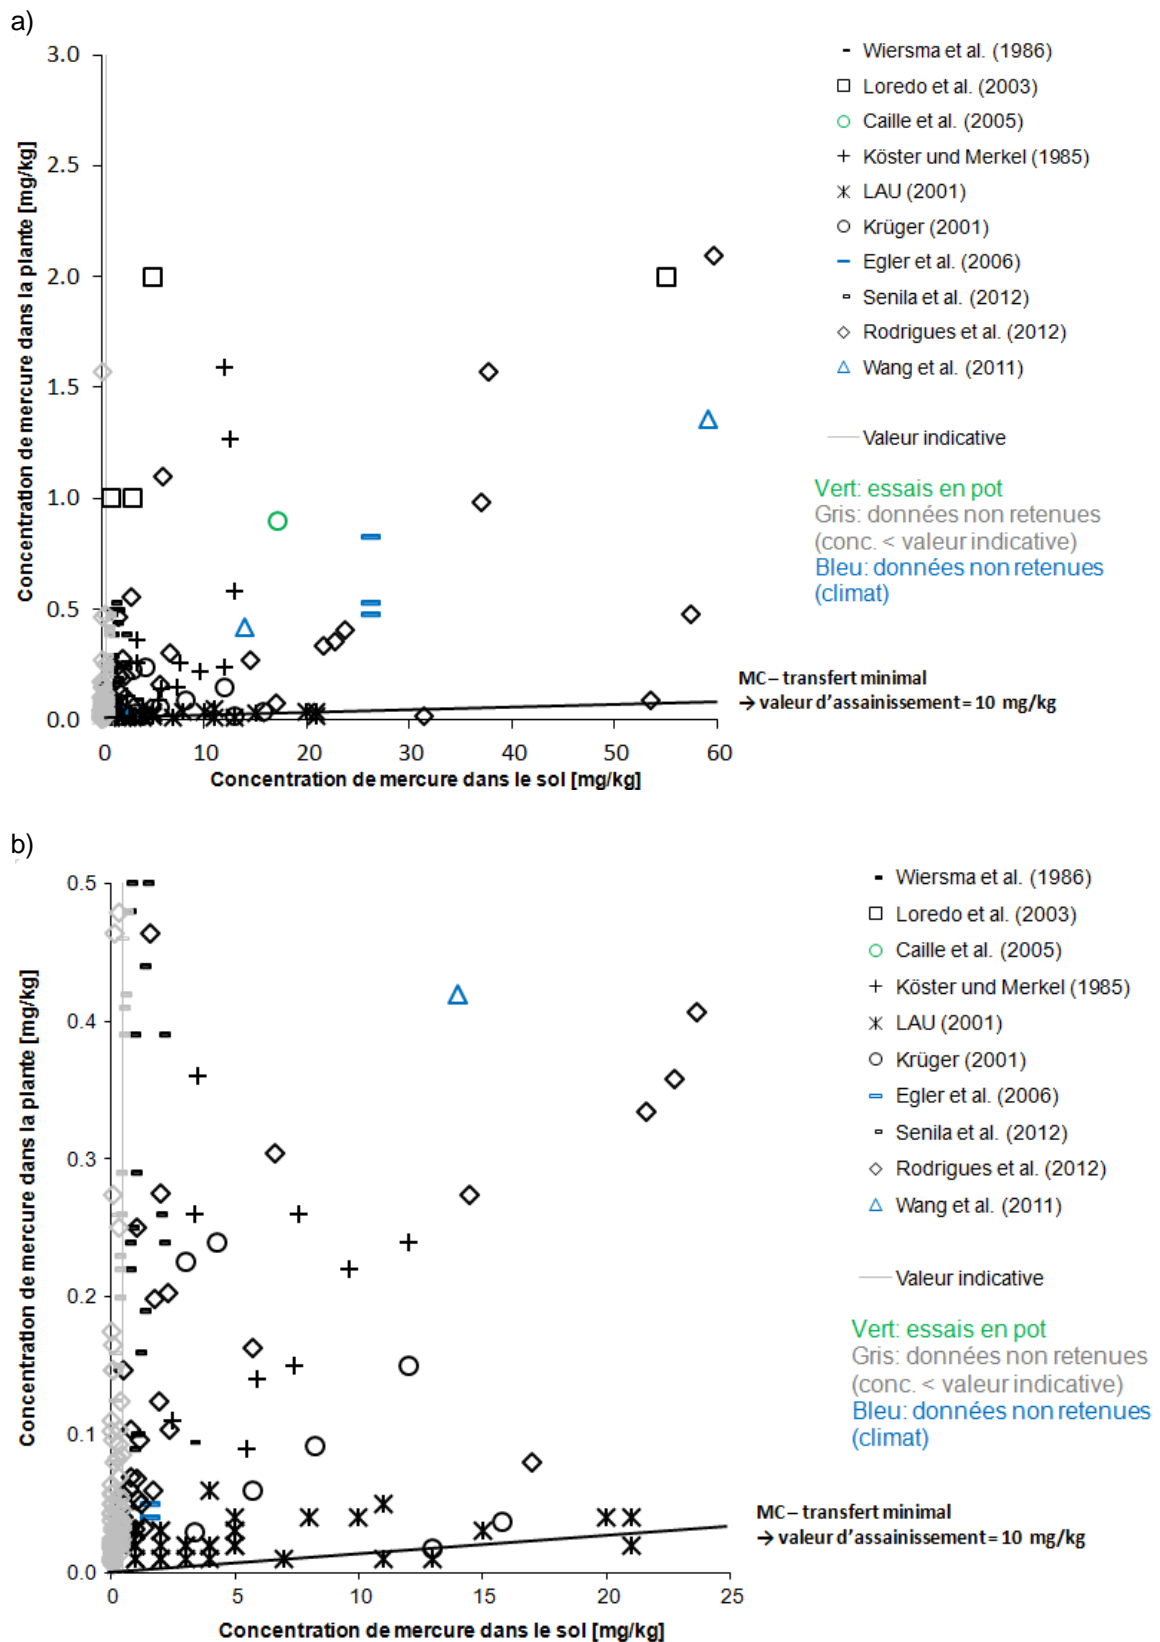 a)
Concentration de mercure dans la plante [mg/kg]
3.0
2.5
2.0
1.5
1.0
0.5
0.0
0
10
20
30
40
50
60
Concentration de mercure dans le sol [mg/kg]
Wiersma et al. (1986)
Loredo et al. (2003)
Caille et al. (2005)
Köster und Merkel (1985)
LAU (2001)
Krüger (2001)
Egler et al. (2006)
Senila et al. (2012)
Rodrigues et al. (2012)
Wang et al. (2011)
Valeur indicative
Vert: essais en pot
Gris: données non retenues
(conc. < valeur indicative)
Bleu: données non retenues
(climat)
MC – transfert minimal
→ valeur d'assainissement = 10 mg/kg
b)
Concentration de mercure dans la plante [mg/kg]
0.5
0.4
0.3
0.2
0.1
0.0
0
5
10
15
20
25
Concentration de mercure dans le sol [mg/kg]
Wiersma et al. (1986)
Loredo et al. (2003)
Caille et al. (2005)
Köster und Merkel (1985)
LAU (2001)
Krüger (2001)
Egler et al. (2006)
Senila et al. (2012)
Rodrigues et al. (2012)
Wang et al. (2011)
Valeur indicative
Vert: essais en pot
Gris: données non retenues
(conc. < valeur indicative)
Bleu: données non retenues
(climat)
MC – transfert minimal
→ valeur d'assainissement = 10 mg/kg